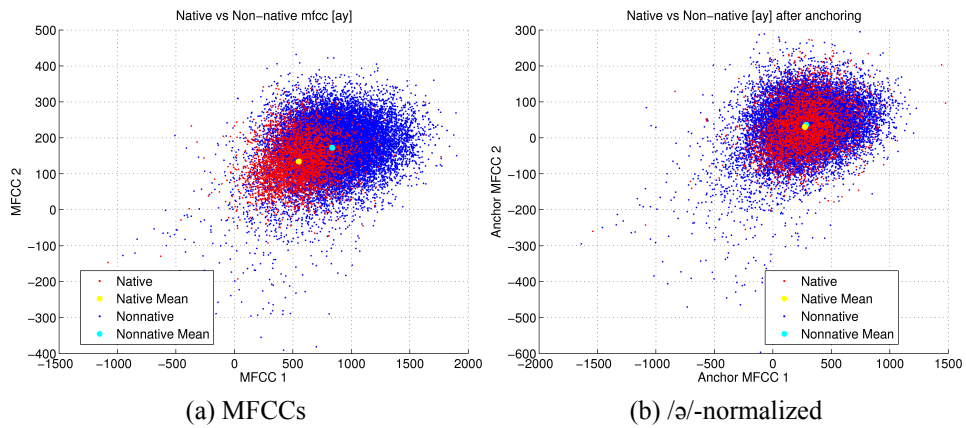 Native vs Non−native mfcc [ay]
500
400
300
200
100
0
−100
−200
−300
−400
MFCC 2
Native
Native Mean
Nonnative
Nonnative Mean
−1500 −1000 −500 0 500 1000 1500 2000
MFCC 1
(a) MFCCs
Native vs Non−native [ay] after anchoring
300
200
100
0
−100
−200
−300
−400
−500
−600
Anchor MFCC 2
Native
Native Mean
Nonnative
Nonnative Mean
−2000 −1500 −1000 −500 0 500 1000 1500
Anchor MFCC 1
(b) /ə/-normalized